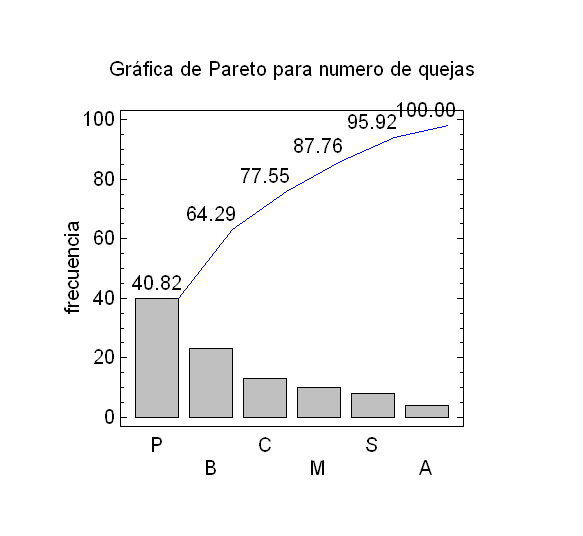 Gráfica de Pareto para numero de quejas
100.00
95.92
87.76
77.55
64.29
40.82
frecuencia
100
80
60
40
20
0
P
B
C
M
S
A